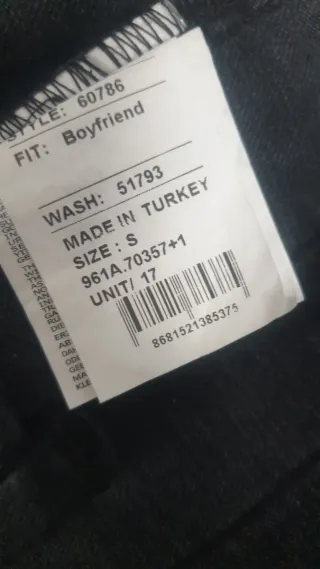 STYLE: 60786
FIT: Boyfriend
WASH: 51793
MADE IN TURKEY
SIZE : S
961A.70357+1
UNIT/ 17
8681521385375